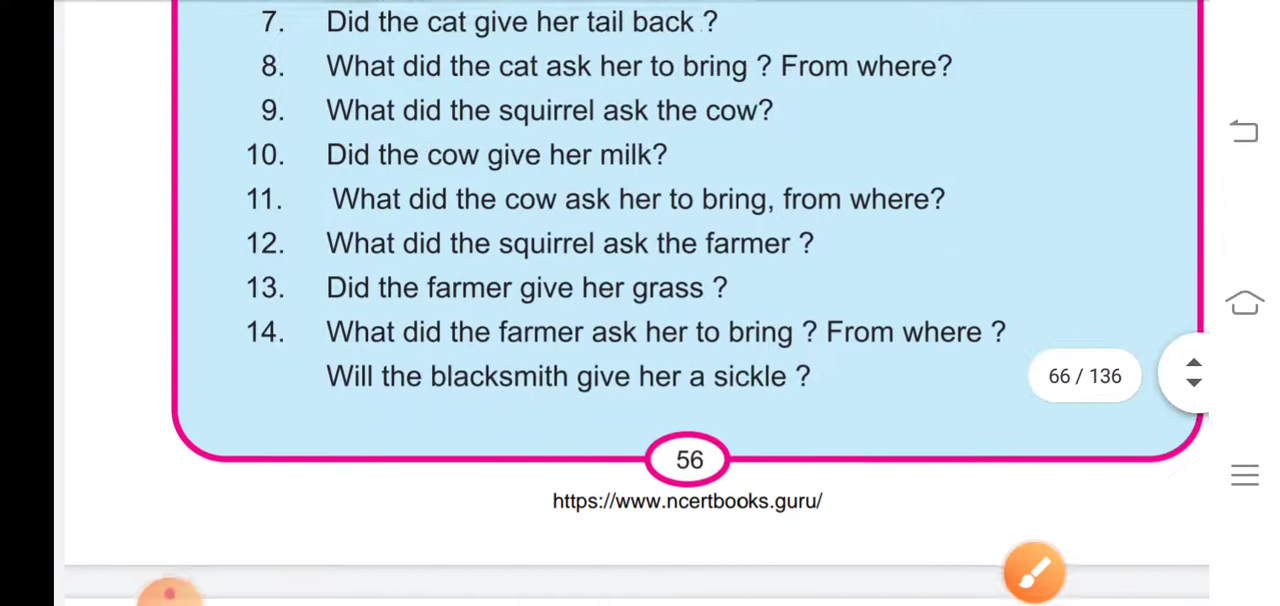 7. Did the cat give her tail back ?
8. What did the cat ask her to bring ? From where?
9. What did the squirrel ask the cow?
10. Did the cow give her milk?
11. What did the cow ask her to bring, from where?
12. What did the squirrel ask the farmer ?
13. Did the farmer give her grass ?
14. What did the farmer ask her to bring ? From where ?
Will the blacksmith give her a sickle ?
66 / 136
56
https://www.ncertbooks.guru/